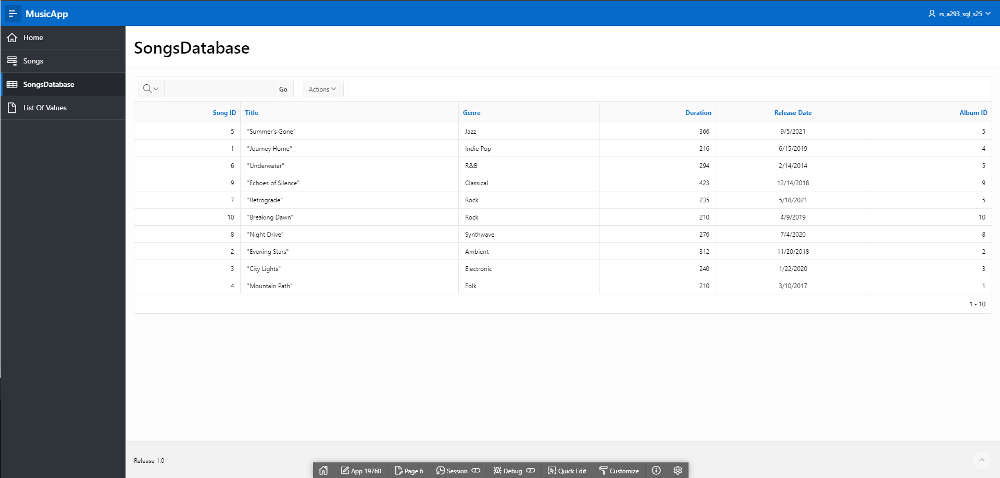 MusicApp
rs_a293_sql_s25
Home
Songs
SongsDatabase
List Of Values
SongsDatabase
Go
Actions
Song ID Title Genre Duration Release Date Album ID
5 "Summer's Gone" Jazz 366 9/5/2021 5
1 "Journey Home" Indie Pop 216 6/15/2019 4
6 "Underwater" R&B 294 2/14/2014 5
9 "Echoes of Silence" Classical 423 12/14/2018 9
7 "Retrograde" Rock 235 5/18/2021 5
10 "Breaking Dawn" Rock 210 4/9/2019 10
8 "Night Drive" Synthwave 276 7/4/2020 8
2 "Evening Stars" Ambient 312 11/20/2018 2
3 "City Lights" Electronic 240 1/22/2020 3
4 "Mountain Path" Folk 210 3/10/2017 1
1 - 10
Release 1.0
App 19760 Page 6 Session Debug Quick Edit Customize